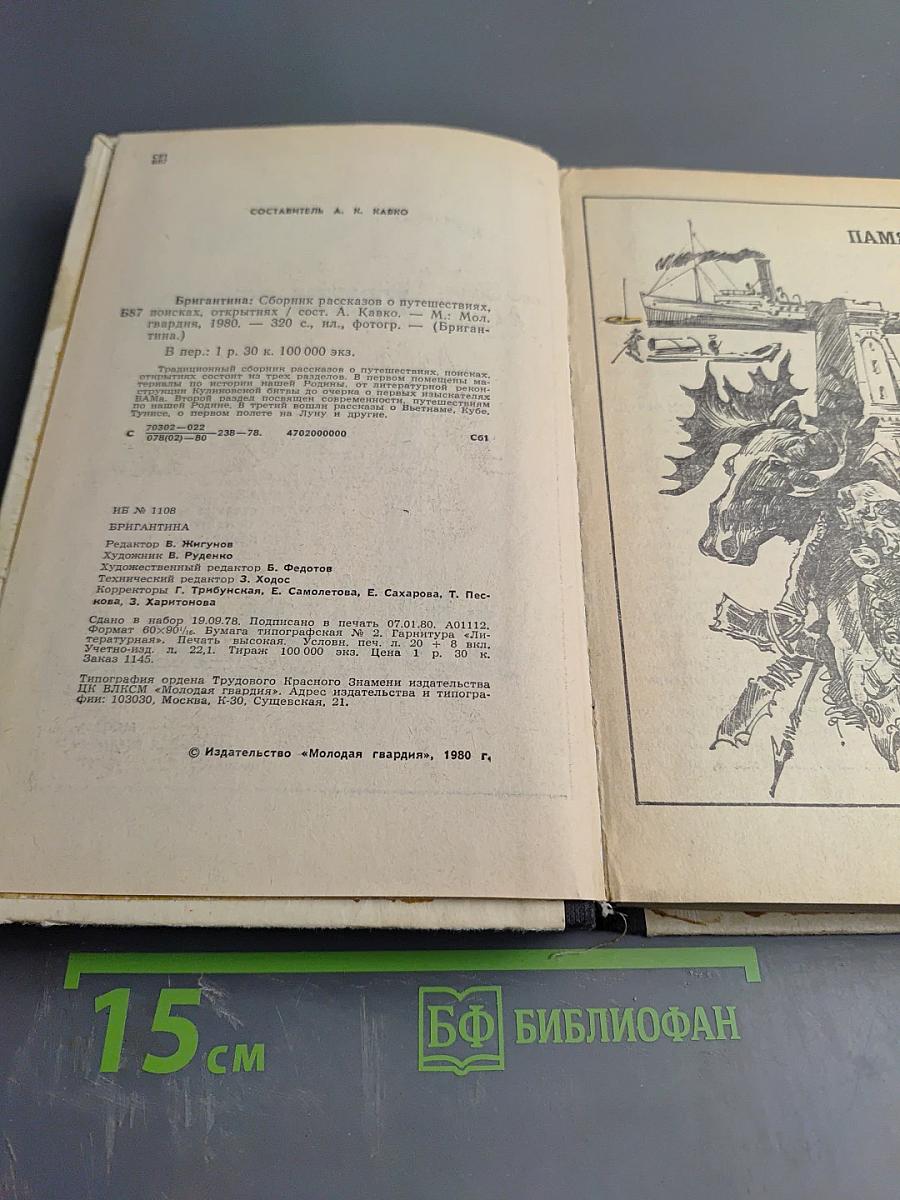 Сб1
Б87
СОСТАВИТЕЛЬ А. К. КАВКО
Бригантина: Сборник рассказов о путешествиях,
Б87 поисках, открытиях / сост. А. Кавко. — М.: Мол.
гвардия, 1980. — 320 с., ил., фотогр. — (Бриган-
тина.)
В пер.: 1 р. 30 к. 100 000 экз.
Традиционный сборник рассказов о путешествиях, поисках,
открытиях состоит из трех разделов. В первом помещены ма-
териалы по истории нашей Родины, от литературной рекон-
струкции Куликовской битвы до очерка о первых изыскателях
БАМа. Второй раздел посвящен современности, путешествиям
по нашей Родине. В третий вошли рассказы о Вьетнаме, Кубе,
Тунисе, о первом полете на Луну и другие.
С 70302—022
078(02)—80 —238—78. 4702000000 Сб1
ИБ № 1108
БРИГАНТИНА
Редактор В. Жигунов
Художник В. Руденко
Художественный редактор Б. Федотов
Технический редактор З. Ходос
Корректоры Г. Трибунская, Е. Самолетова, Е. Сахарова, Т. Пес-
кова, З. Харитонова
Сдано в набор 19.09.78. Подписано в печать 07.01.80. А01112.
Формат 60×90¹/₁₆. Бумага типографская № 2. Гарнитура «Ли-
тературная». Печать высокая. Условн. печ. л. 20 + 8 вкл.
Учетно-изд. л. 22,1. Тираж 100 000 экз. Цена 1 р. 30 к.
Заказ 1145.
Типография ордена Трудового Красного Знамени издательства
ЦК ВЛКСМ «Молодая гвардия». Адрес издательства и типогра-
фии: 103030, Москва, К-30, Сущевская, 21.
© Издательство «Молодая гвардия», 1980 г.
ПАМЯ
15 см
БФ БИБЛИОФАН